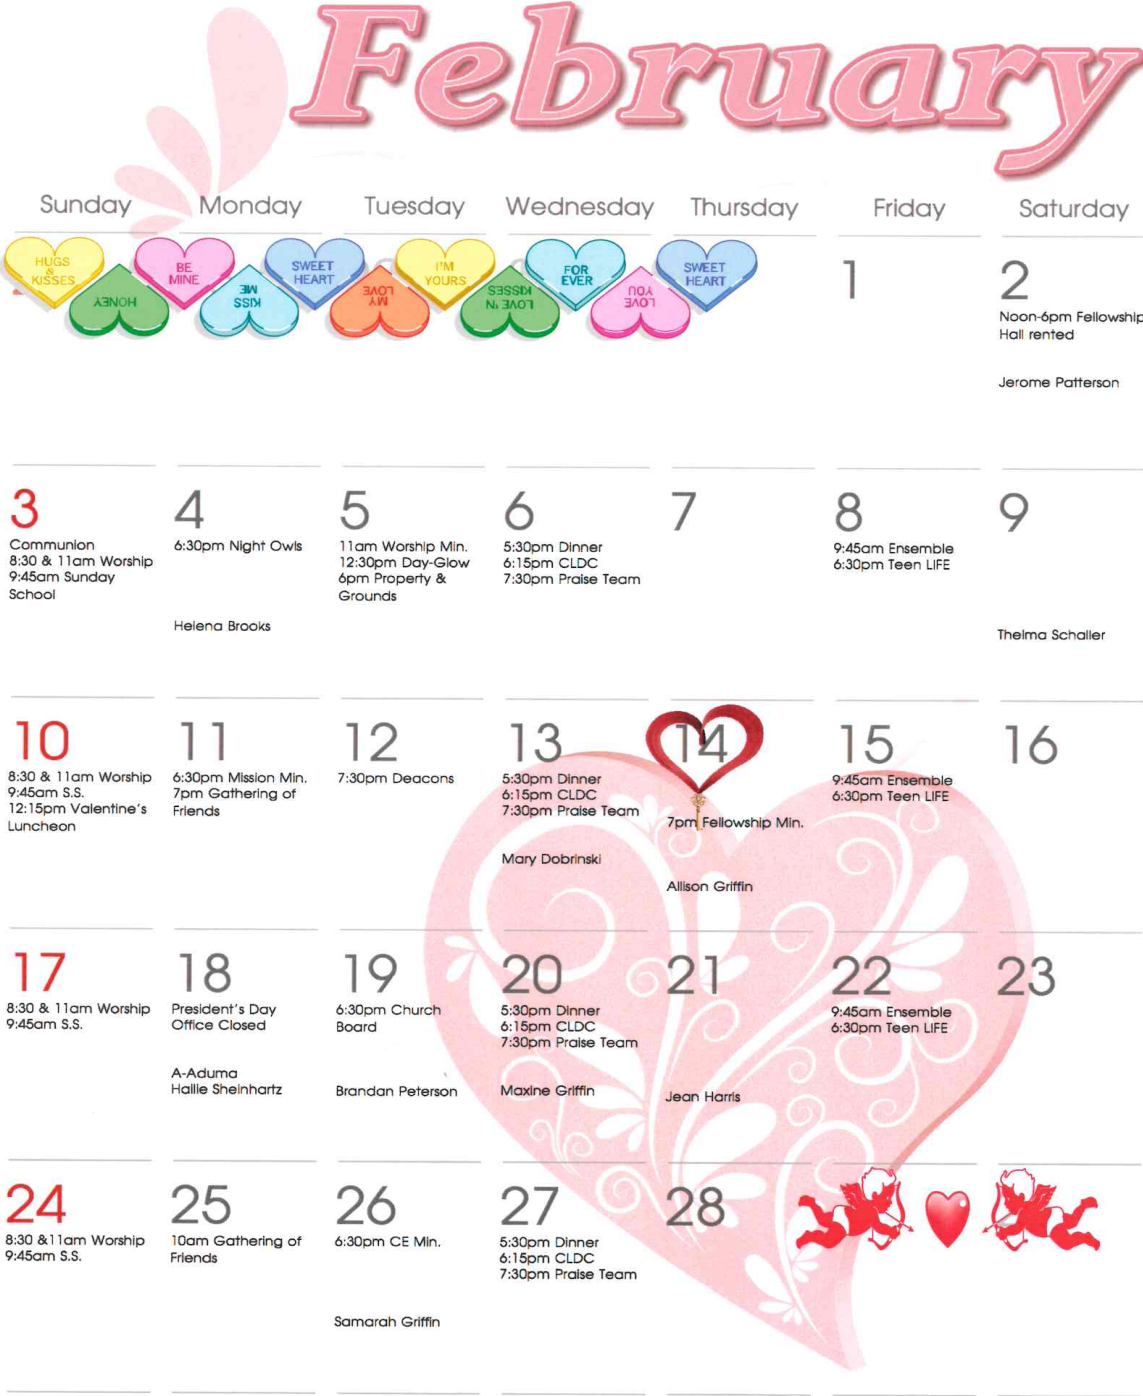 February
Sunday
Monday
Tuesday
Wednesday
Thursday
Friday
Saturday
HUGS
&
KISSES
HONEY
BE
MINE
KISS
ME
SWEET
HEART
MY
LOVE
I'M
YOURS
LOVE 'N
KISSES
FOR
EVER
LOVE
YOU
SWEET
HEART
1
2
Noon-6pm Fellowship
Hall rented
Jerome Patterson
3
Communion
8:30 & 11am Worship
9:45am Sunday
School
4
6:30pm Night Owls
Helena Brooks
5
11am Worship Min.
12:30pm Day-Glow
6pm Property &
Grounds
6
5:30pm Dinner
6:15pm CLDC
7:30pm Praise Team
7
8
9:45am Ensemble
6:30pm Teen LIFE
9
Thelma Schaller
10
8:30 & 11am Worship
9:45am S.S.
12:15pm Valentine's
Luncheon
11
6:30pm Mission Min.
7pm Gathering of
Friends
12
7:30pm Deacons
13
5:30pm Dinner
6:15pm CLDC
7:30pm Praise Team
Mary Dobrinski
14
7pm Fellowship Min.
Allison Griffin
15
9:45am Ensemble
6:30pm Teen LIFE
16
17
8:30 & 11am Worship
9:45am S.S.
18
President's Day
Office Closed
A-Aduma
Hailie Sheinhartz
19
6:30pm Church
Board
Brandan Peterson
20
5:30pm Dinner
6:15pm CLDC
7:30pm Praise Team
Maxine Griffin
21
Jean Harris
22
9:45am Ensemble
6:30pm Teen LIFE
23
24
8:30 &11am Worship
9:45am S.S.
25
10am Gathering of
Friends
26
6:30pm CE Min.
Samarah Griffin
27
5:30pm Dinner
6:15pm CLDC
7:30pm Praise Team
28